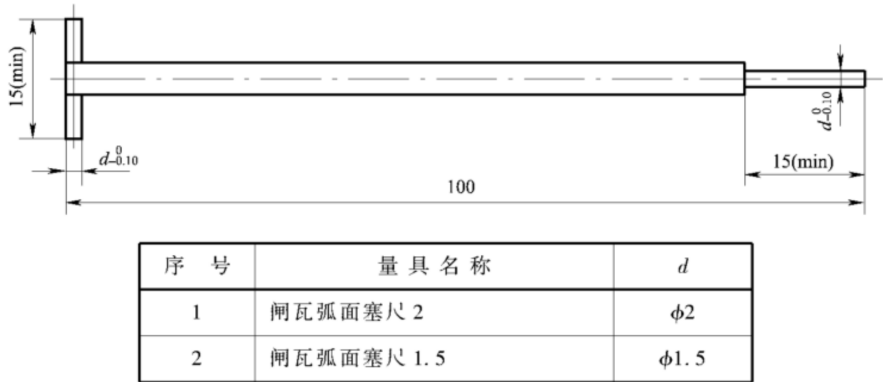 15(min)
d 0 -0.10
d 0 -0.10
15(min)
100
序 号 量具名称 d
1 闸瓦弧面塞尺 2 ϕ2
2 闸瓦弧面塞尺 1.5 ϕ1.5